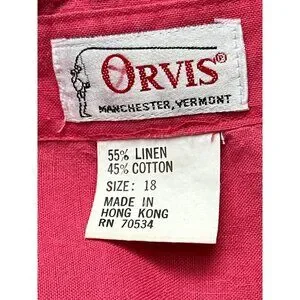 ORVIS®
MANCHESTER, VERMONT
55% LINEN
45% COTTON
SIZE: 18
MADE IN
HONG KONG
RN 70534